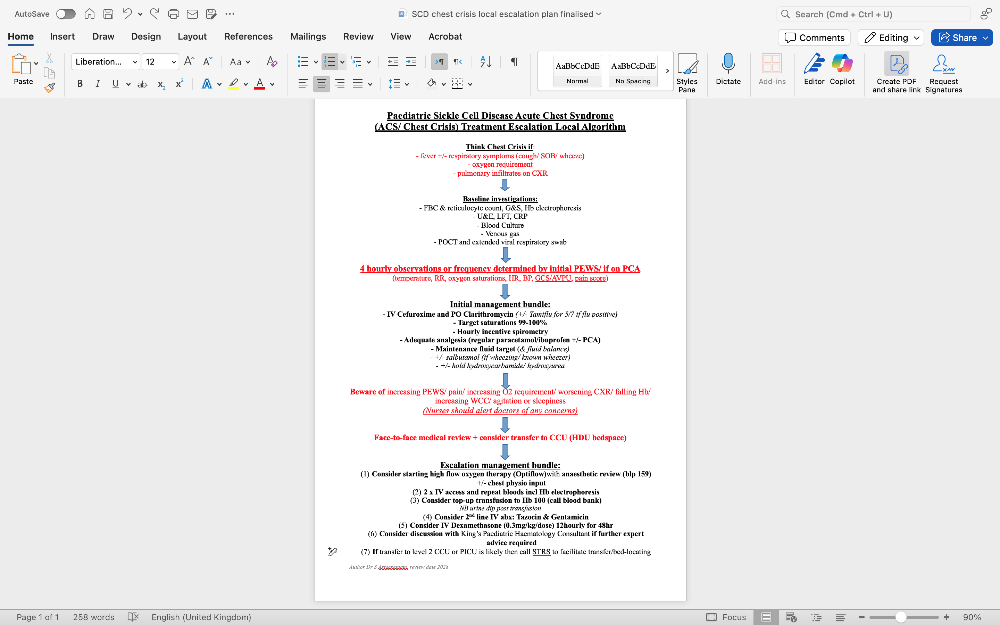 AutoSave
SCD chest crisis local escalation plan finalised
Search (Cmd + Ctrl + U)
Home Insert Draw Design Layout References Mailings Review View Acrobat
Comments Editing Share
Paste
Liberation... 12
AaBbCcDdE AaBbCcDdE
Normal No Spacing
Styles Pane
Dictate
Add-ins
Editor Copilot
Create PDF and share link
Request Signatures
Paediatric Sickle Cell Disease Acute Chest Syndrome
(ACS/ Chest Crisis) Treatment Escalation Local Algorithm
Think Chest Crisis if:
- fever +/- respiratory symptoms (cough/ SOB/ wheeze)
- oxygen requirement
- pulmonary infiltrates on CXR
Baseline investigations:
- FBC & reticulocyte count, G&S, Hb electrophoresis
- U&E, LFT, CRP
- Blood Culture
- Venous gas
- POCT and extended viral respiratory swab
4 hourly observations or frequency determined by initial PEWS/ if on PCA
(temperature, RR, oxygen saturations, HR, BP, GCS/AVPU, pain score)
Initial management bundle:
- IV Cefuroxime and PO Clarithromycin (+/- Tamiflu for 5/7 if flu positive)
- Target saturations 99-100%
- Hourly incentive spirometry
- Adequate analgesia (regular paracetamol/ibuprofen +/- PCA)
- Maintenance fluid target (& fluid balance)
- +/- salbutamol (if wheezing/ known wheezer)
- +/- hold hydroxycarbamide/ hydroxyurea
Beware of increasing PEWS/ pain/ increasing O2 requirement/ worsening CXR/ falling Hb/
increasing WCC/ agitation or sleepiness
(Nurses should alert doctors of any concerns)
Face-to-face medical review + consider transfer to CCU (HDU bedspace)
Escalation management bundle:
(1) Consider starting high flow oxygen therapy (Optiflow)with anaesthetic review (blp 159)
+/- chest physio input
(2) 2 x IV access and repeat bloods incl Hb electrophoresis
(3) Consider top-up transfusion to Hb 100 (call blood bank)
NB urine dip post transfusion
(4) Consider 2nd line IV abx: Tazocin & Gentamicin
(5) Consider IV Dexamethasone (0.3mg/kg/dose) 12hourly for 48hr
(6) Consider discussion with King's Paediatric Haematology Consultant if further expert
advice required
(7) If transfer to level 2 CCU or PICU is likely then call STRS to facilitate transfer/bed-locating
Author Dr S Ariyaratnam, review date 2028
Page 1 of 1 258 words English (United Kingdom) Focus 90%